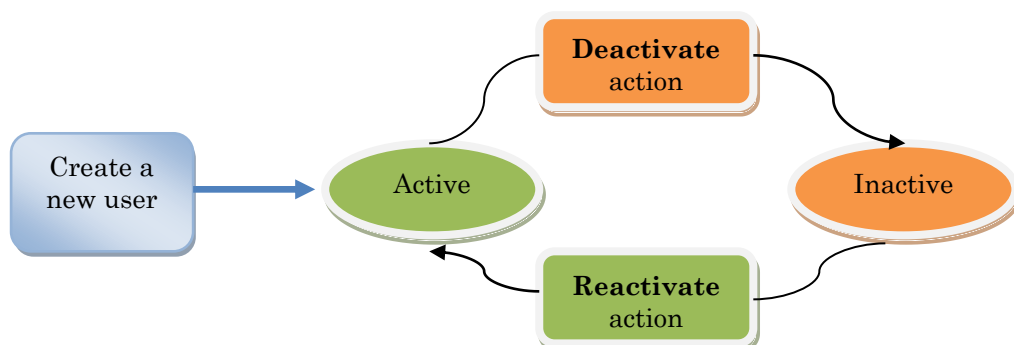 Deactivate
action
Create a
new user
Active
Inactive
Reactivate
action